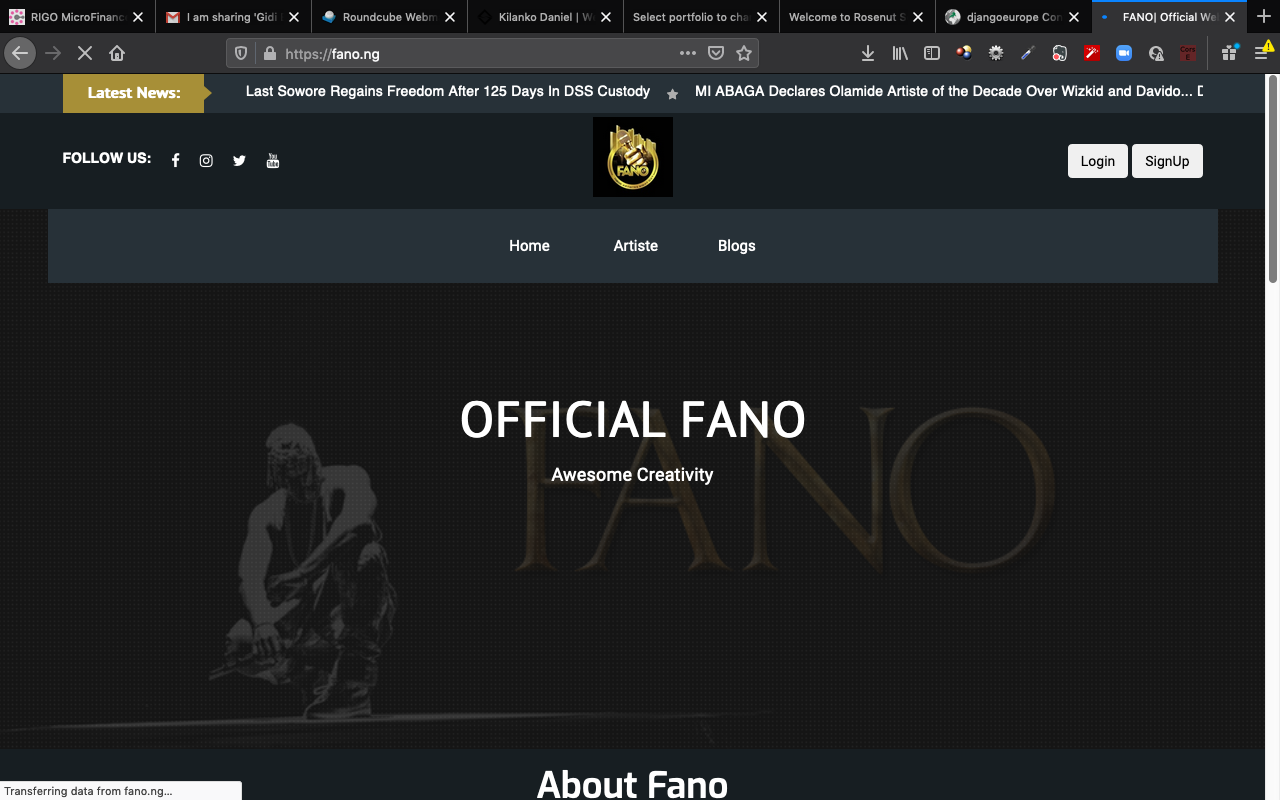 RIGO MicroFinanc
I am sharing 'Gidi
Roundcube Webm
Kilanko Daniel | W
Select portfolio to cha
Welcome to Rosenut S
djangoeurope Con
FANO| Official We
https://fano.ng
Latest News:
Last Sowore Regains Freedom After 125 Days In DSS Custody
MI ABAGA Declares Olamide Artiste of the Decade Over Wizkid and Davido... D
FOLLOW US:
You
Tube
FANO
Login
SignUp
Home
Artiste
Blogs
FANO
OFFICIAL FANO
Awesome Creativity
About Fano
Transferring data from fano.ng...